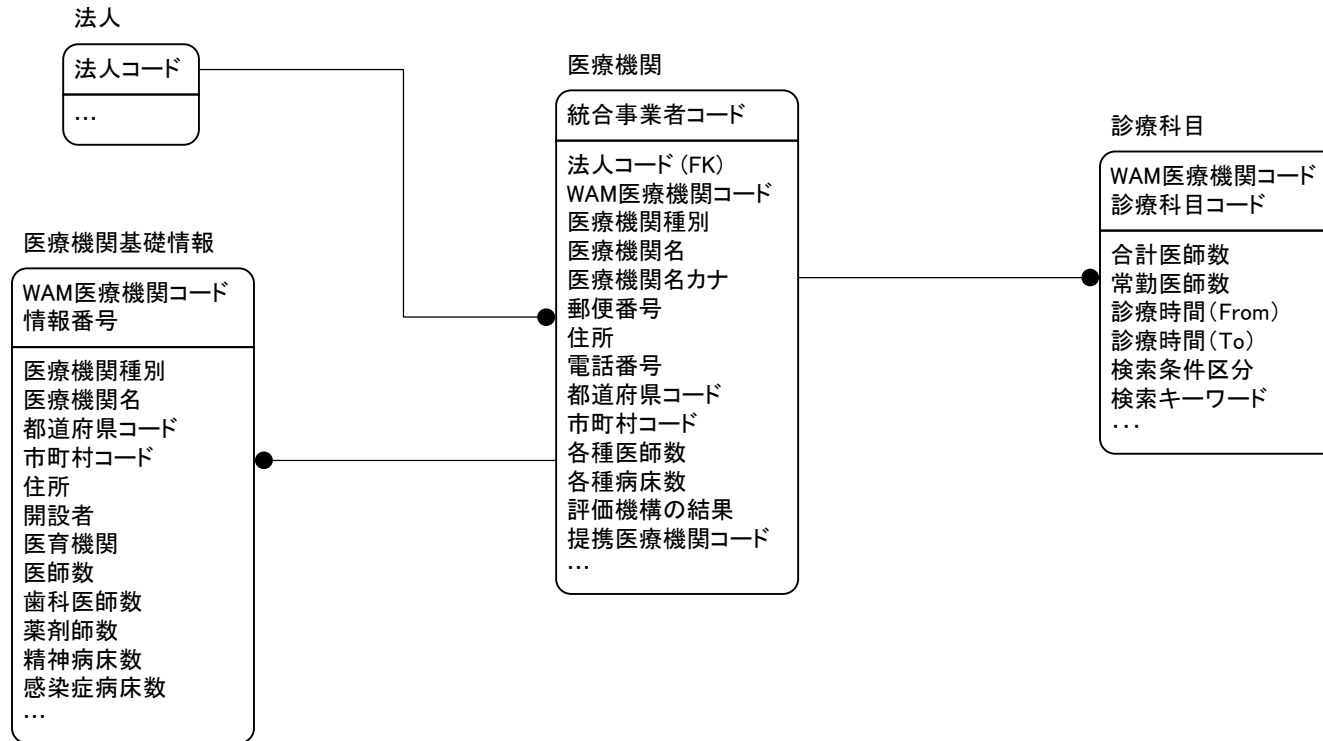 法人
法人コード
…
医療機関基礎情報
WAM医療機関コード
情報番号
医療機関種別
医療機関名
都道府県コード
市町村コード
住所
開設者
医育機関
医師数
歯科医師数
薬剤師数
精神病床数
感染症病床数
…
医療機関
統合事業者コード
法人コード(FK)
WAM医療機関コード
医療機関種別
医療機関名
医療機関名カナ
郵便番号
住所
電話番号
都道府県コード
市町村コード
各種医師数
各種病床数
評価機構の結果
提携医療機関コード
…
診療科目
WAM医療機関コード
診療科目コード
合計医師数
常勤医師数
診療時間(From)
診療時間(To)
検索条件区分
検索キーワード
…